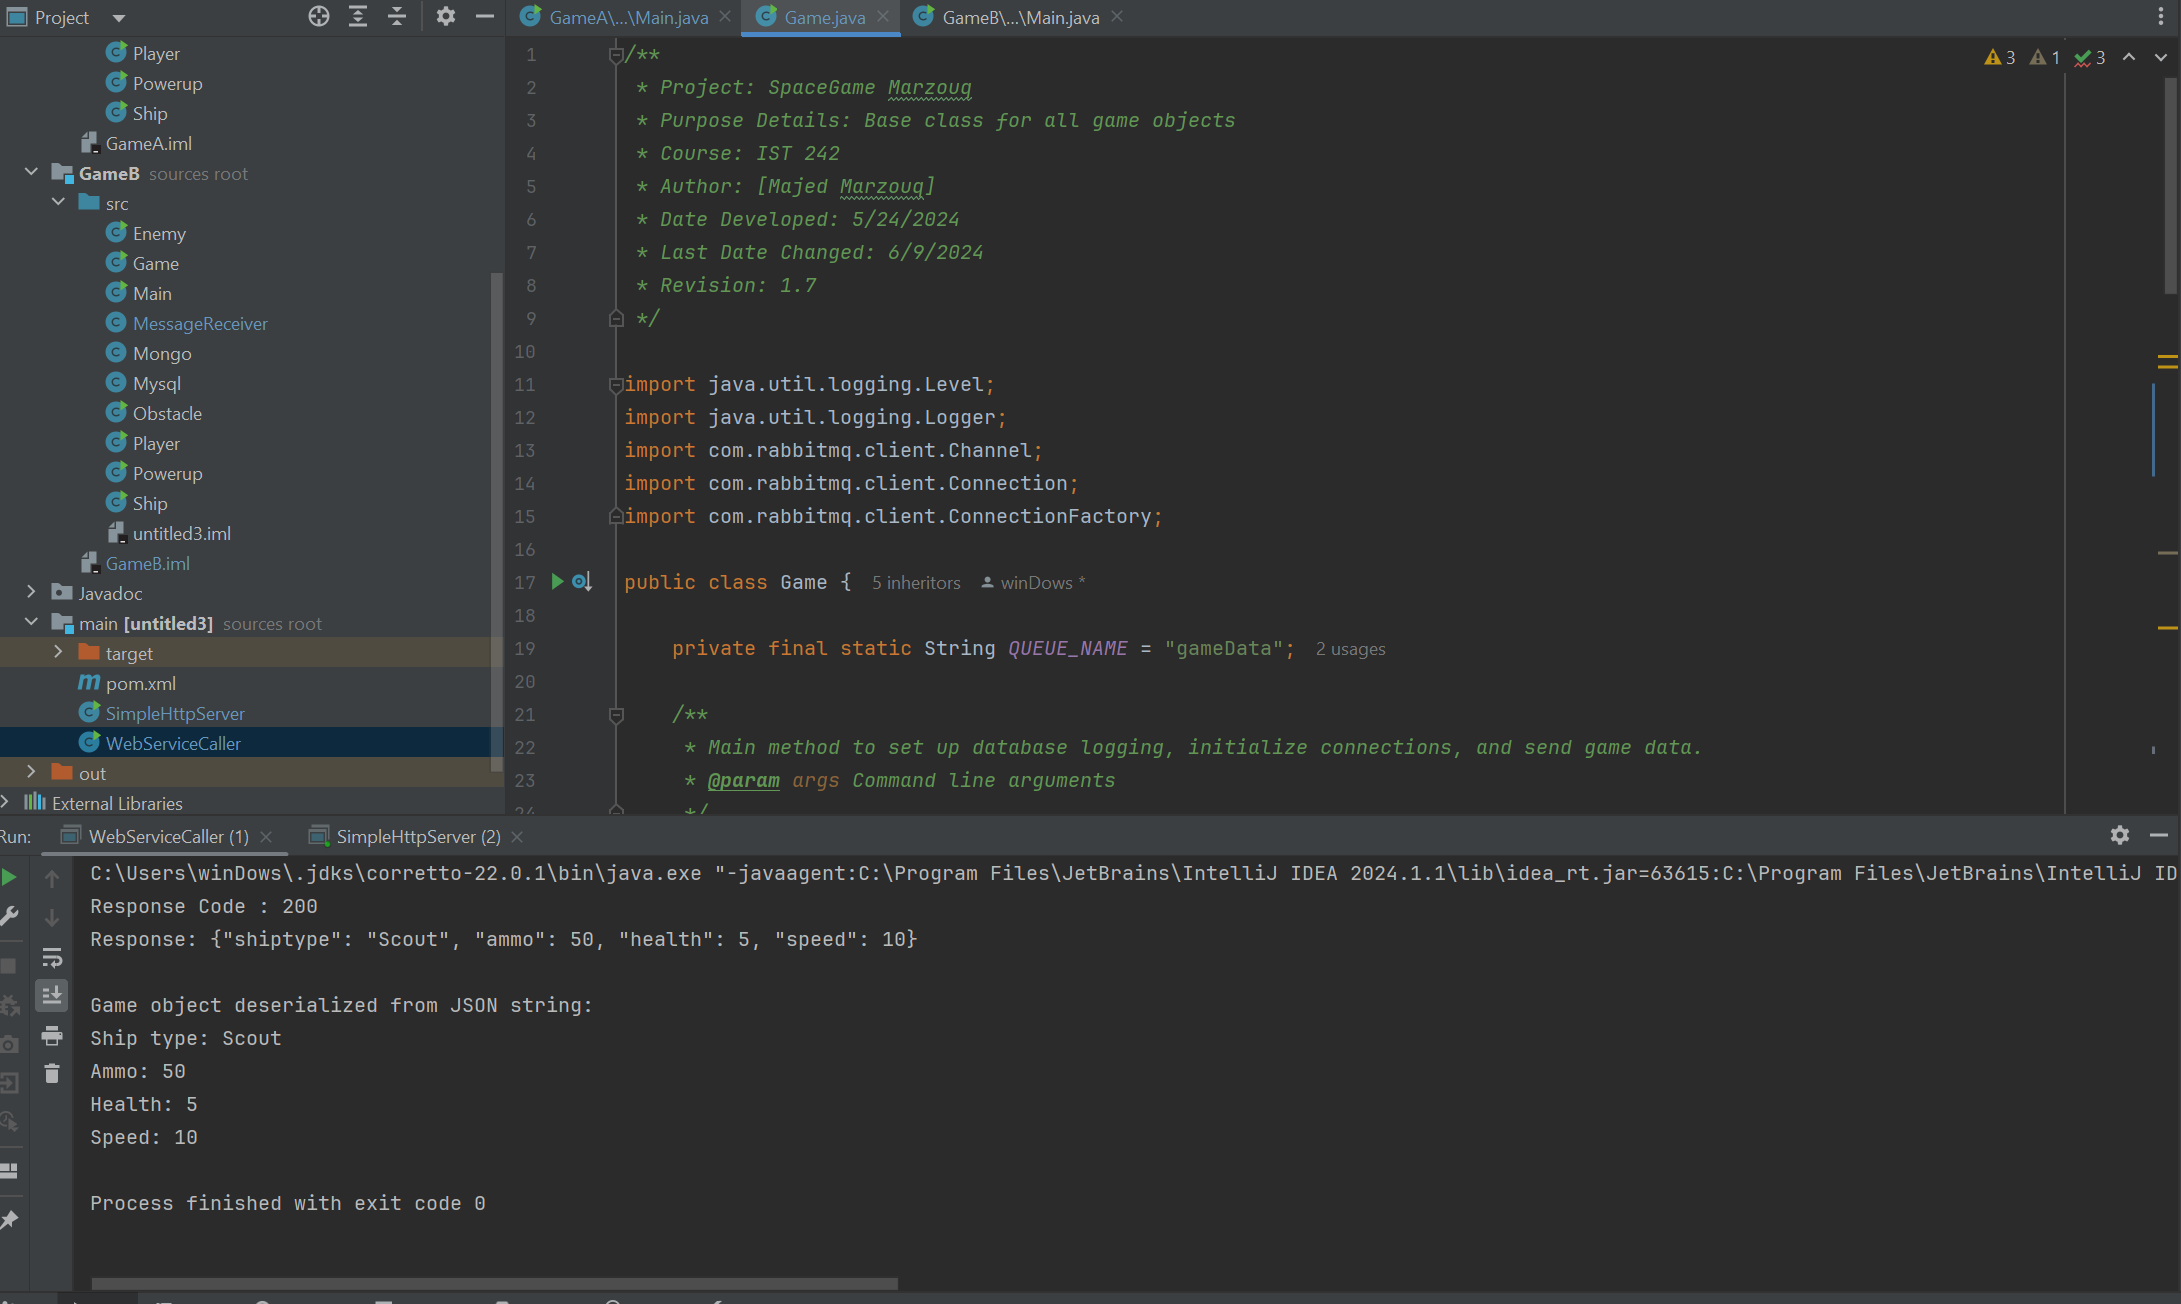 Project
GameA\...\Main.java
Game.java
GameB\...\Main.java
Player
Powerup
Ship
GameA.iml
GameB sources root
src
Enemy
Game
Main
MessageReceiver
Mongo
Mysql
Obstacle
Player
Powerup
Ship
untitled3.iml
GameB.iml
Javadoc
main [untitled3] sources root
target
pom.xml
SimpleHttpServer
WebServiceCaller
out
External Libraries
3 1 3
1 /**
2 * Project: SpaceGame Marzouq
3 * Purpose Details: Base class for all game objects
4 * Course: IST 242
5 * Author: [Majed Marzouq]
6 * Date Developed: 5/24/2024
7 * Last Date Changed: 6/9/2024
8 * Revision: 1.7
9 */
10
11 import java.util.logging.Level;
12 import java.util.logging.Logger;
13 import com.rabbitmq.client.Channel;
14 import com.rabbitmq.client.Connection;
15 import com.rabbitmq.client.ConnectionFactory;
16
17 public class Game { 5 inheritors winDows *
18
19 private final static String QUEUE_NAME = "gameData"; 2 usages
20
21 /**
22 * Main method to set up database logging, initialize connections, and send game data.
23 * @param args Command line arguments
24 */
Run: WebServiceCaller (1) SimpleHttpServer (2)
C:\Users\winDows\.jdks\corretto-22.0.1\bin\java.exe "-javaagent:C:\Program Files\JetBrains\IntelliJ IDEA 2024.1.1\lib\idea_rt.jar=63615:C:\Program Files\JetBrains\IntelliJ ID
Response Code : 200
Response: {"shiptype": "Scout", "ammo": 50, "health": 5, "speed": 10}
Game object deserialized from JSON string:
Ship type: Scout
Ammo: 50
Health: 5
Speed: 10
Process finished with exit code 0